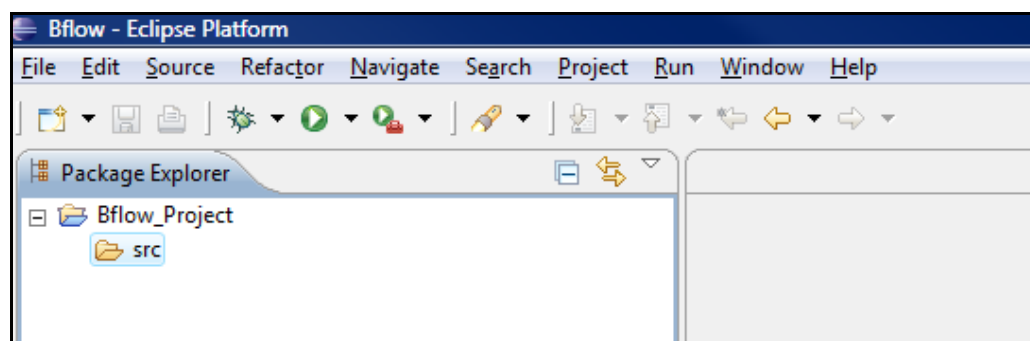 Bflow - Eclipse Platform
File Edit Source Refactor Navigate Search Project Run Window Help
Package Explorer
Bflow_Project
src